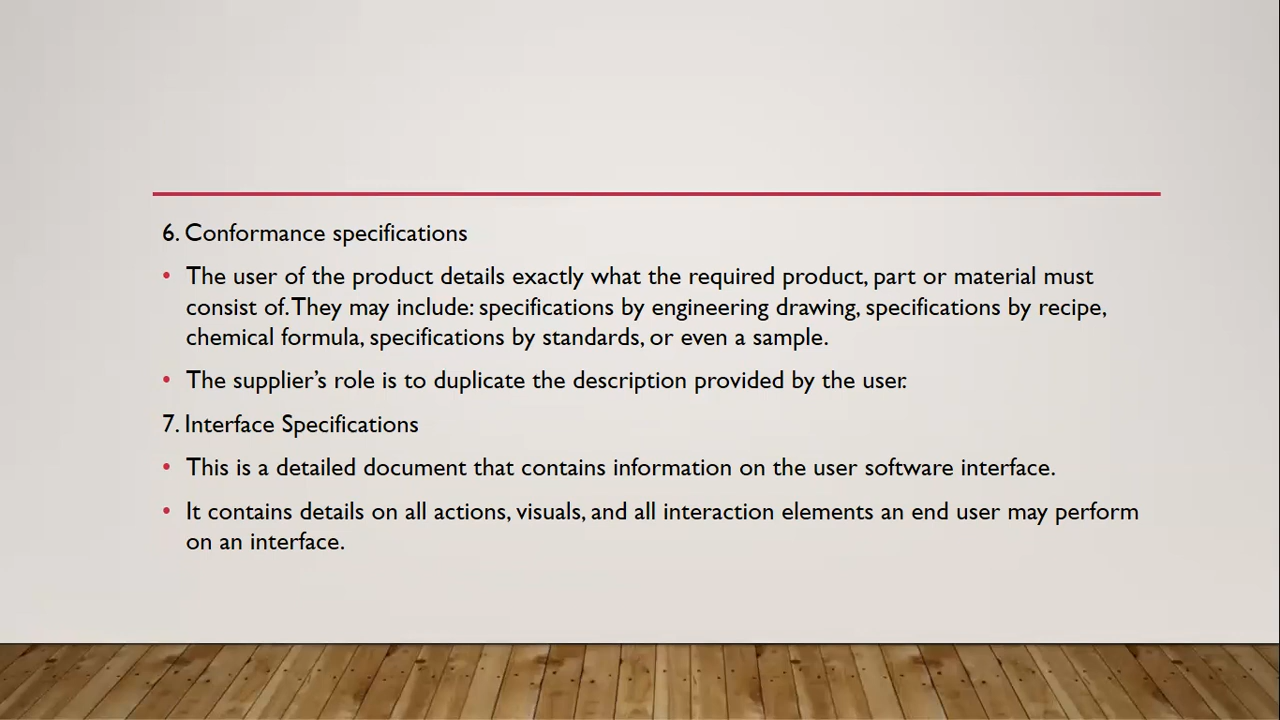 6. Conformance specifications
• The user of the product details exactly what the required product, part or material must
consist of. They may include: specifications by engineering drawing, specifications by recipe,
chemical formula, specifications by standards, or even a sample.
• The supplier’s role is to duplicate the description provided by the user.
7. Interface Specifications
• This is a detailed document that contains information on the user software interface.
• It contains details on all actions, visuals, and all interaction elements an end user may perform
on an interface.